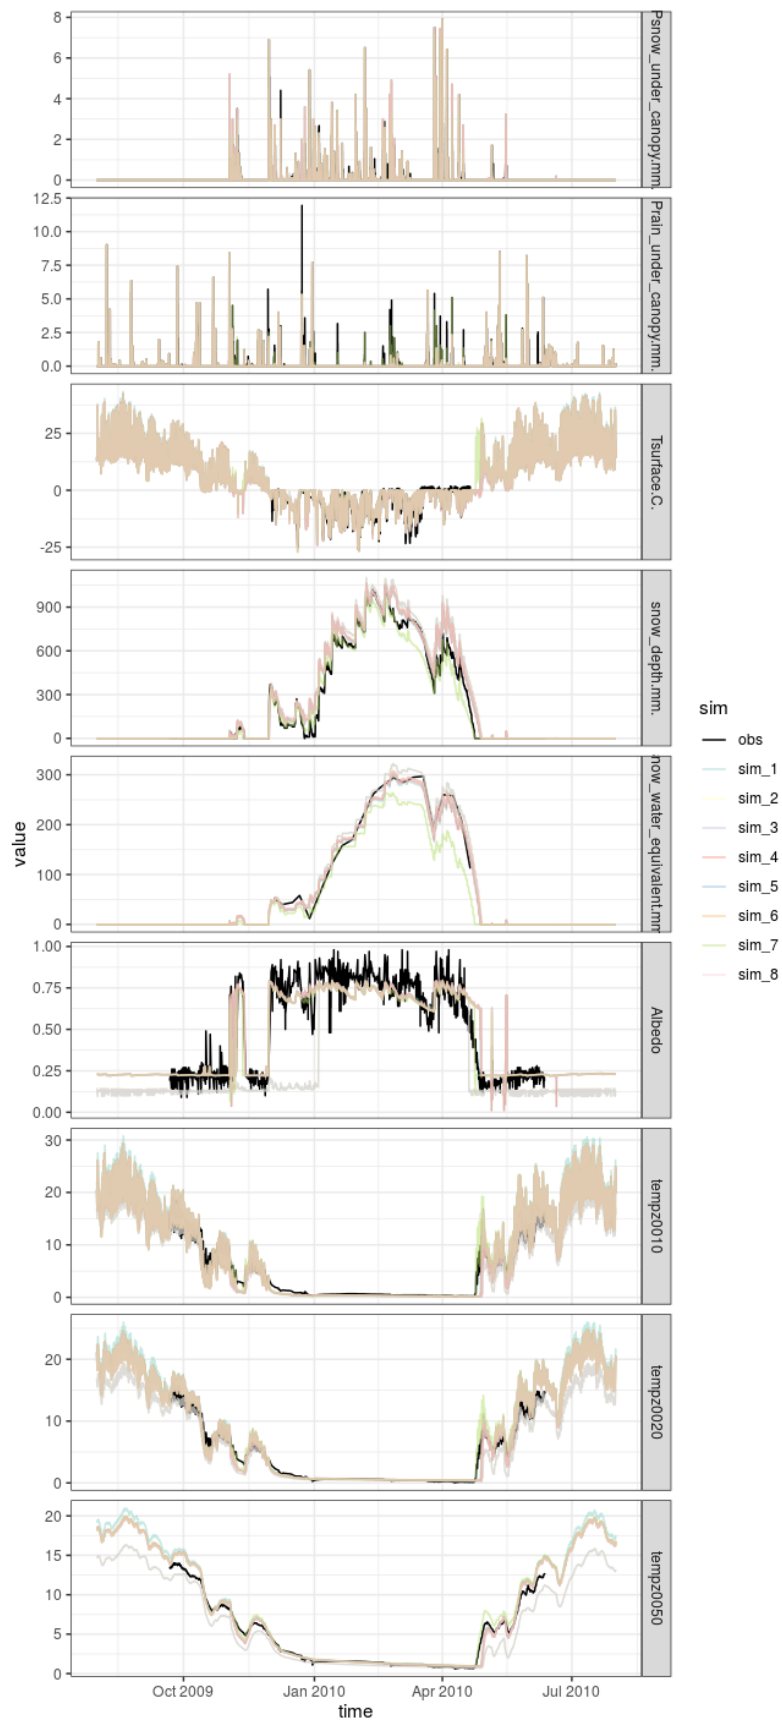 8
6
4
2
0
Psnow_under_canopy.mm.
12.5
10.0
7.5
5.0
2.5
0.0
Prain_under_canopy.mm.
25
0
-25
Tsurface.C.
900
600
300
0
snow_depth.mm.
300
200
100
0
now_water_equivalent.mm
1.00
0.75
0.50
0.25
0.00
Albedo
30
20
10
0
tempz0010
20
10
0
tempz0020
20
15
10
5
0
tempz0050
Oct 2009
Jan 2010
Apr 2010
Jul 2010
time
value
sim
obs
sim_1
sim_2
sim_3
sim_4
sim_5
sim_6
sim_7
sim_8